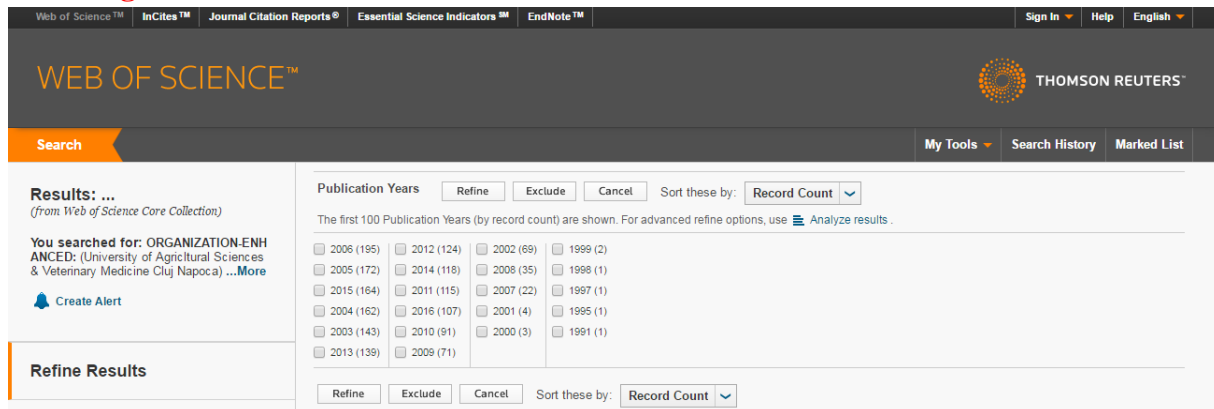 Web of Science™ InCites™ Journal Citation Reports® Essential Science Indicators℠ EndNote™ Sign In Help English
WEB OF SCIENCE™
THOMSON REUTERS™
Search My Tools Search History Marked List
Results: ...
(from Web of Science Core Collection)
You searched for: ORGANIZATION-ENH
ANCED: (University of Agricltural Sciences
& Veterinary Medicine Cluj Napoca) ...More
Create Alert
Refine Results
Publication Years Refine Exclude Cancel Sort these by: Record Count
The first 100 Publication Years (by record count) are shown. For advanced refine options, use Analyze results .
2006 (195) 2012 (124) 2002 (69) 1999 (2)
2005 (172) 2014 (118) 2008 (35) 1998 (1)
2015 (164) 2011 (115) 2007 (22) 1997 (1)
2004 (162) 2016 (107) 2001 (4) 1995 (1)
2003 (143) 2010 (91) 2000 (3) 1991 (1)
2013 (139) 2009 (71)
Refine Exclude Cancel Sort these by: Record Count